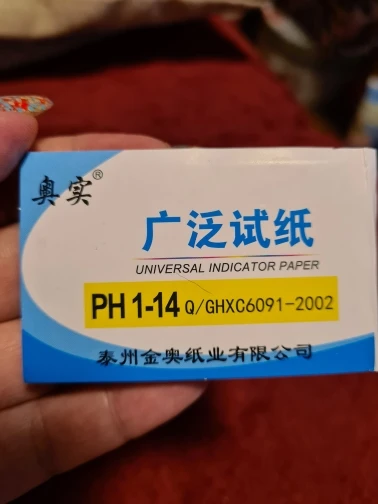 奥实®
广泛试纸
UNIVERSAL INDICATOR PAPER
PH 1-14 Q/GHXC6091-2002
泰州金奥纸业有限公司